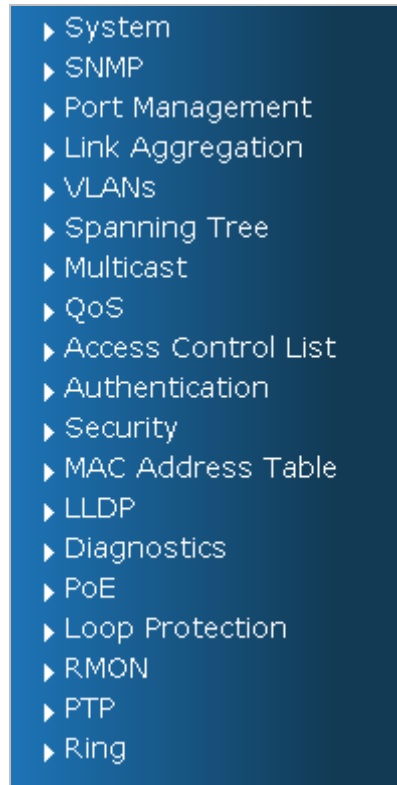 System
SNMP
Port Management
Link Aggregation
VLANs
Spanning Tree
Multicast
QoS
Access Control List
Authentication
Security
MAC Address Table
LLDP
Diagnostics
PoE
Loop Protection
RMON
PTP
Ring